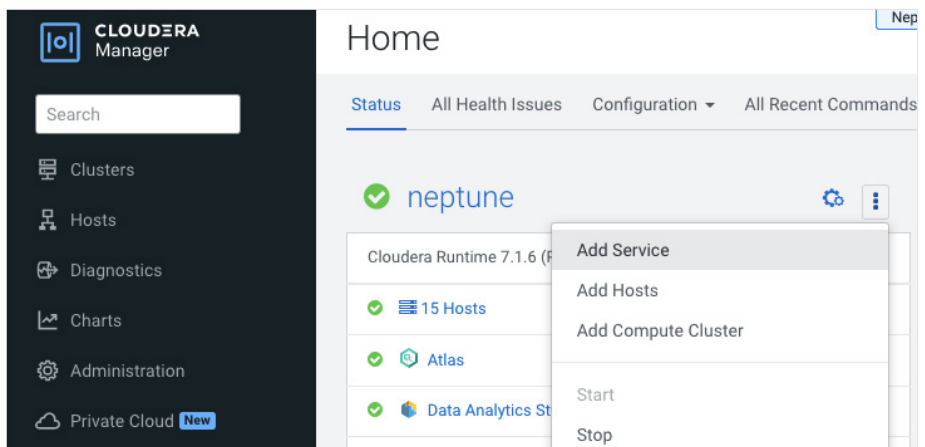 CLOUDERA
Manager
Search
Clusters
Hosts
Diagnostics
Charts
Administration
Private Cloud New
Home
Status All Health Issues Configuration All Recent Commands
neptune
Cloudera Runtime 7.1.6
15 Hosts
Atlas
Data Analytics
Add Service
Add Hosts
Add Compute Cluster
Start
Stop